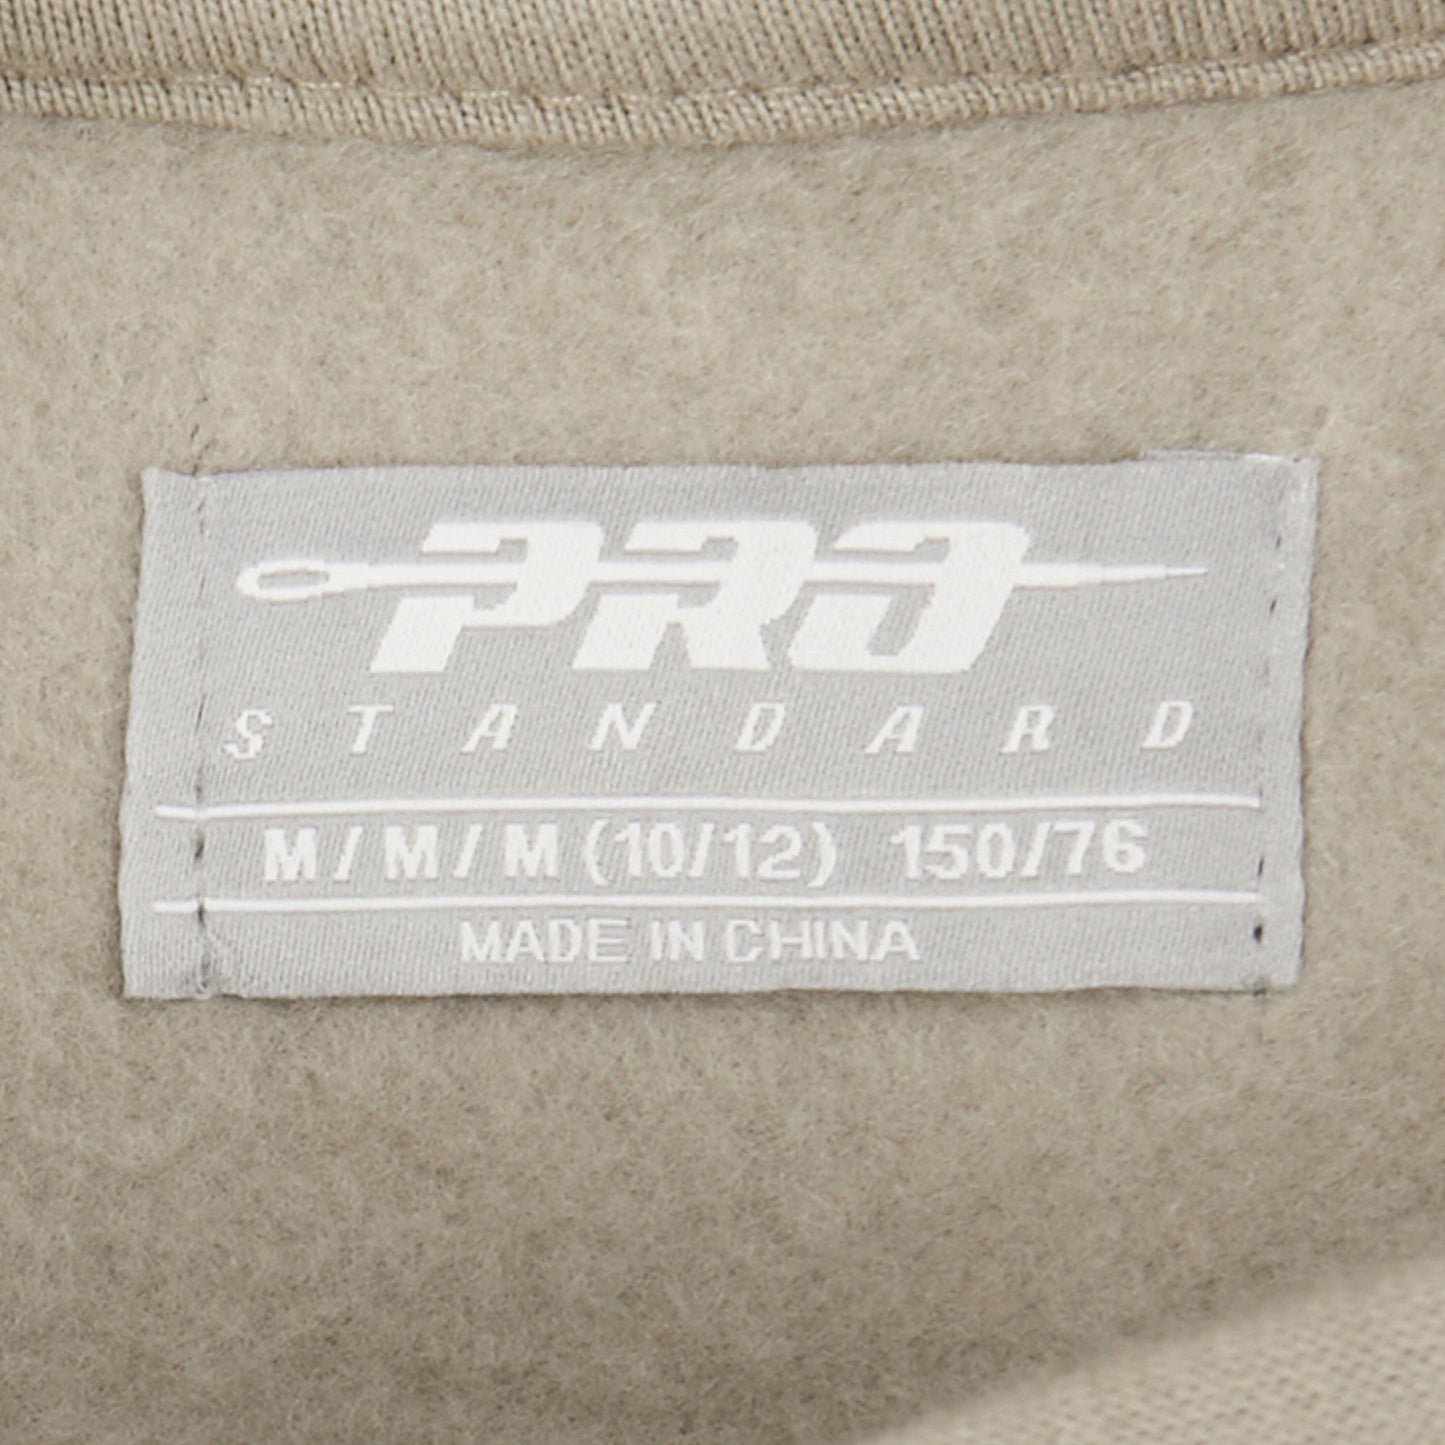 PRO
STANDARD
M/M/M (10/12) 150/76
MADE IN CHINA